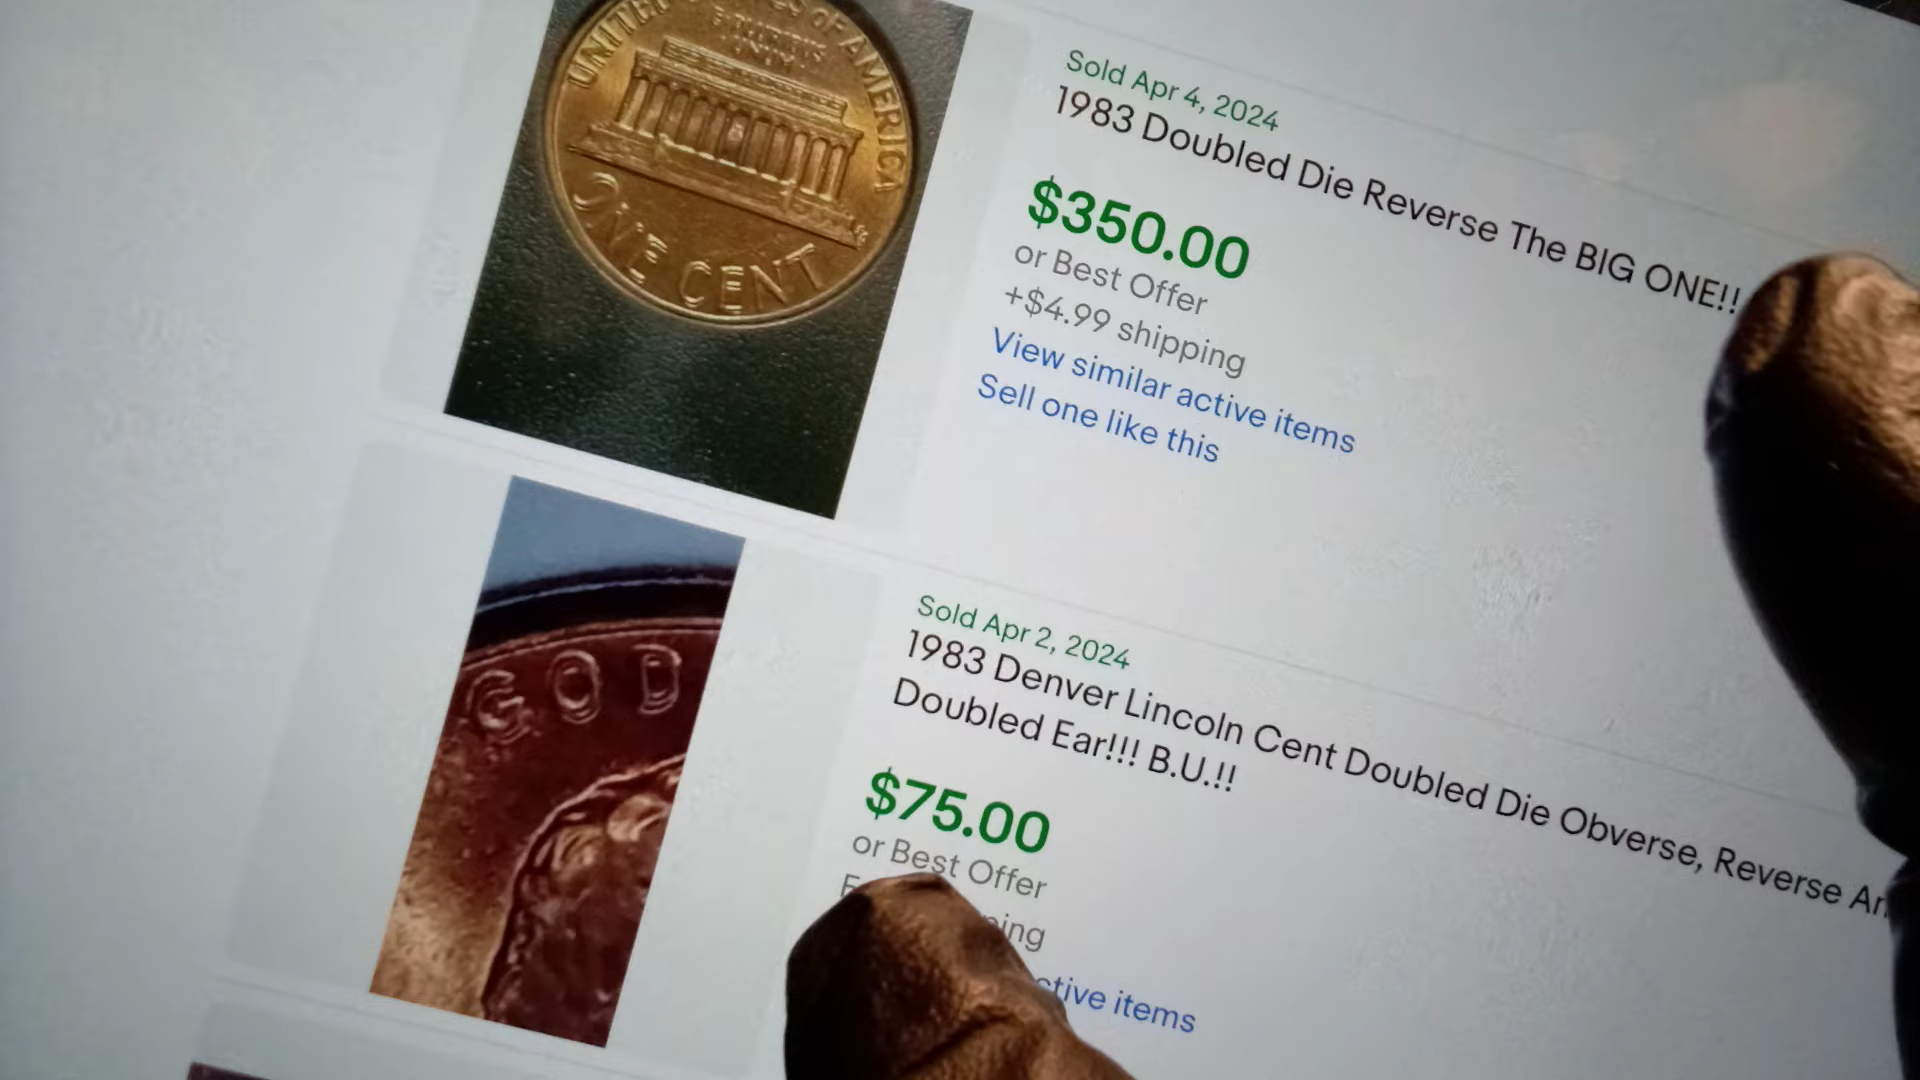 UNITED STATES OF AMERICA
E·PLURIBUS
UNUM
ONE CENT
Sold Apr 4, 2024
1983 Doubled Die Reverse The BIG ONE!!
$350.00
or Best Offer
+$4.99 shipping
View similar active items
Sell one like this
GOD
Sold Apr 2, 2024
1983 Denver Lincoln Cent Doubled Die Obverse, Reverse
Doubled Ear!!! B.U.!!
$75.00
or Best Offer
items